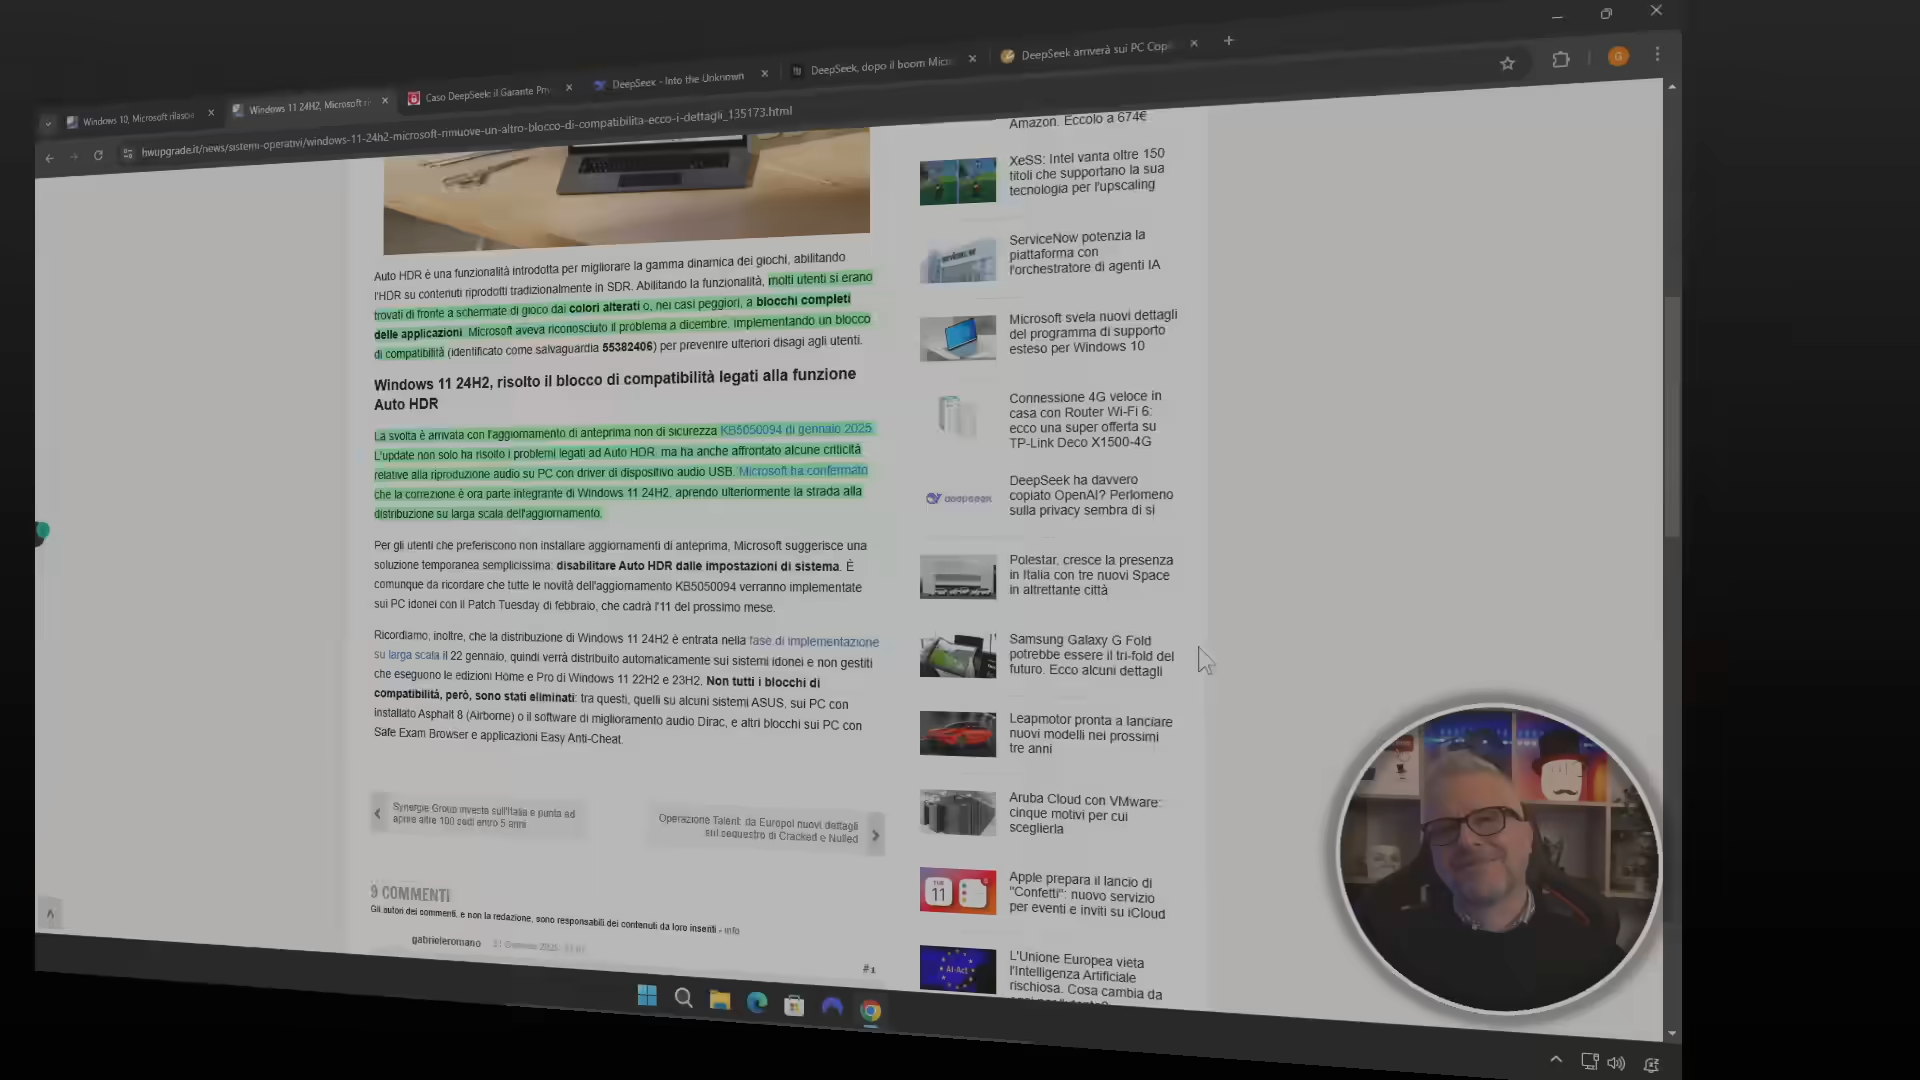 Windows 10, Microsoft rilasci
Windows 11 24H2, Microsoft ri
Caso DeepSeek: il Garante Pri
DeepSeek - Into the Unknown
DeepSeek, dopo il boom Micro
DeepSeek arriverà sui PC Copi
hwupgrade.it/news/sistemi-operativi/windows-11-24h2-microsoft-rimuove-un-altro-blocco-di-compatibilita-ecco-i-dettagli_135173.html
G
Auto HDR è una funzionalità introdotta per migliorare la gamma dinamica dei giochi, abilitando
l'HDR su contenuti riprodotti tradizionalmente in SDR. Abilitando la funzionalità, molti utenti si erano
trovati di fronte a schermate di gioco dai colori alterati o, nei casi peggiori, a blocchi completi
delle applicazioni. Microsoft aveva riconosciuto il problema a dicembre, implementando un blocco
di compatibilità (identificato come salvaguardia 55382406) per prevenire ulteriori disagi agli utenti.
Windows 11 24H2, risolto il blocco di compatibilità legati alla funzione
Auto HDR
La svolta è arrivata con l'aggiornamento di anteprima non di sicurezza KB5050094 di gennaio 2025.
L'update non solo ha risolto i problemi legati ad Auto HDR, ma ha anche affrontato alcune criticità
relative alla riproduzione audio su PC con driver di dispositivo audio USB. Microsoft ha confermato
che la correzione è ora parte integrante di Windows 11 24H2, aprendo ulteriormente la strada alla
distribuzione su larga scala dell'aggiornamento.
Per gli utenti che preferiscono non installare aggiornamenti di anteprima, Microsoft suggerisce una
soluzione temporanea semplicissima: disabilitare Auto HDR dalle impostazioni di sistema. È
comunque da ricordare che tutte le novità dell'aggiornamento KB5050094 verranno implementate
sui PC idonei con il Patch Tuesday di febbraio, che cadrà l'11 del prossimo mese.
Ricordiamo, inoltre, che la distribuzione di Windows 11 24H2 è entrata nella fase di implementazione
su larga scala il 22 gennaio, quindi verrà distribuito automaticamente sui sistemi idonei e non gestiti
che eseguono le edizioni Home e Pro di Windows 11 22H2 e 23H2. Non tutti i blocchi di
compatibilità, però, sono stati eliminati: tra questi, quelli su alcuni sistemi ASUS, sui PC con
installato Asphalt 8 (Airborne) o il software di miglioramento audio Dirac, e altri blocchi sui PC con
Safe Exam Browser e applicazioni Easy Anti-Cheat.
Synergie Group investe sull'Italia e punta ad
aprire oltre 100 sedi entro 5 anni
Operazione Talent: da Europol nuovi dettagli
sul sequestro di Cracked e Nulled
9 COMMENTI
Gli autori dei commenti, e non la redazione, sono responsabili dei contenuti da loro inseriti - info
gabrieleromano
31 Gennaio 2025,
#1
Amazon. Eccolo a 674€
XeSS: Intel vanta oltre 150
titoli che supportano la sua
tecnologia per l'upscaling
ServiceNow potenzia la
piattaforma con
l'orchestratore di agenti IA
Microsoft svela nuovi dettagli
del programma di supporto
esteso per Windows 10
Connessione 4G veloce in
casa con Router Wi-Fi 6:
ecco una super offerta su
TP-Link Deco X1500-4G
deepseek
DeepSeek ha davvero
copiato OpenAI? Perlomeno
sulla privacy sembra di sì
Polestar, cresce la presenza
in Italia con tre nuovi Space
in altrettante città
Samsung Galaxy G Fold
potrebbe essere il tri-fold del
futuro. Ecco alcuni dettagli
Leapmotor pronta a lanciare
nuovi modelli nei prossimi
tre anni
Aruba Cloud con VMware:
cinque motivi per cui
sceglierla
11
Apple prepara il lancio di
"Confetti": nuovo servizio
per eventi e inviti su iCloud
AI-Act
L'Unione Europea vieta
l'Intelligenza Artificiale
rischiosa. Cosa cambia da